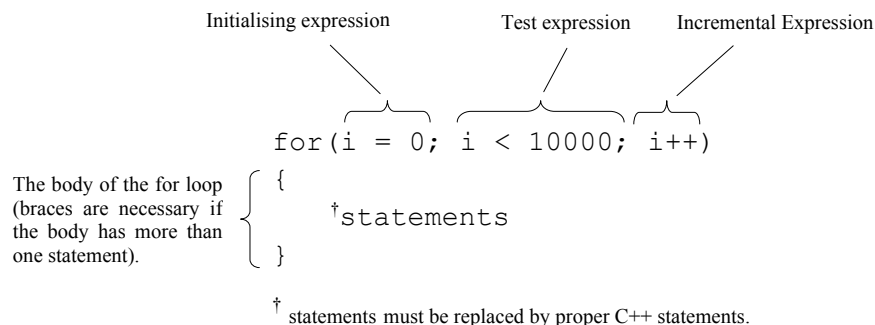 Initialising expression Test expression Incremental Expression
for(i = 0; i < 10000; i++)
The body of the for loop
(braces are necessary if
the body has more than
one statement).
{
†statements
}
† statements must be replaced by proper C++ statements.